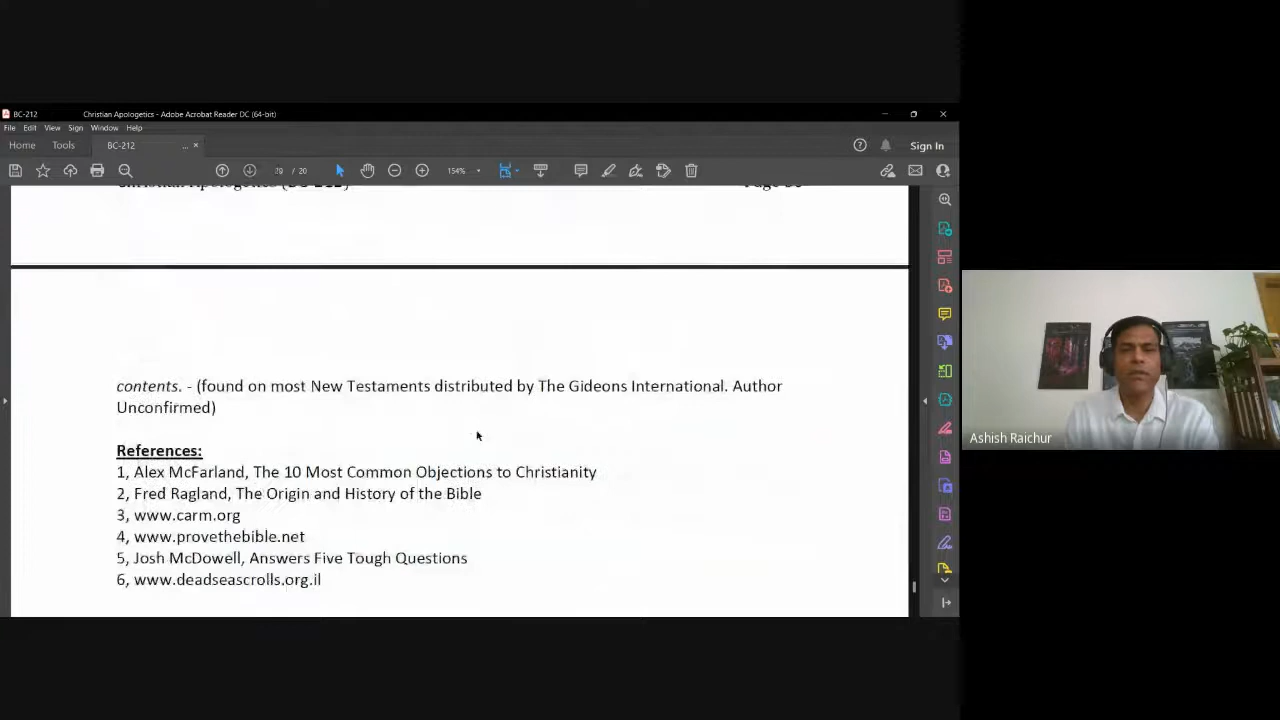 BC-212
Christian Apologetics - Adobe Acrobat Reader DC (64-bit)
File Edit View Sign Window Help
Home Tools BC-212 ... ×
Sign In
/ 20
154%
contents. - (found on most New Testaments distributed by The Gideons International. Author
Unconfirmed)
References:
1, Alex McFarland, The 10 Most Common Objections to Christianity
2, Fred Ragland, The Origin and History of the Bible
3, www.carm.org
4, www.provethebible.net
5, Josh McDowell, Answers Five Tough Questions
6, www.deadseascrolls.org.il
Ashish Raichur